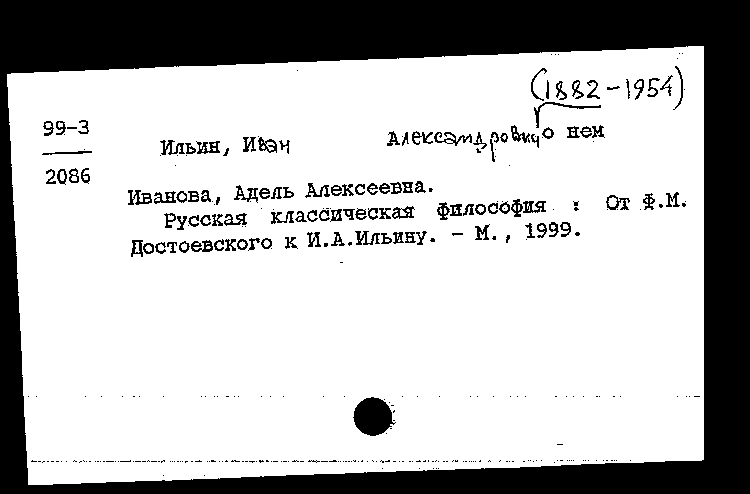 (1882-1954)
99-3
2086
Ильин, Иван Александрович о нем
Иванова, Адель Алексеевна.
Русская классическая философия : От Ф.М.
Достоевского к И.А.Ильину. - М., 1999.